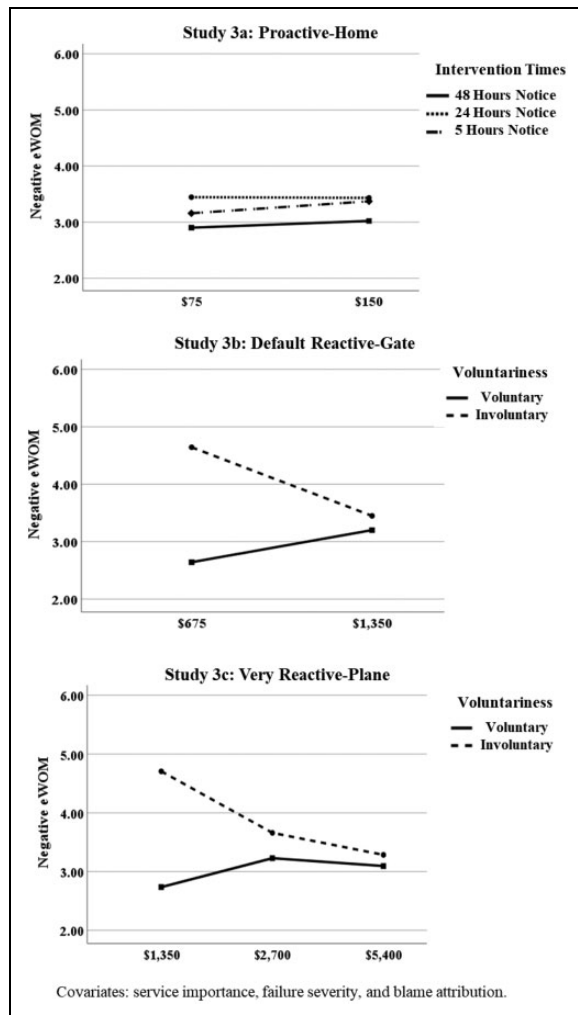 Study 3a: Proactive-Home
6.00
5.00
4.00
3.00
2.00
Negative eWOM
$75
$150
Intervention Times
48 Hours Notice
24 Hours Notice
5 Hours Notice
Study 3b: Default Reactive-Gate
6.00
5.00
4.00
3.00
2.00
Negative eWOM
$675
$1,350
Voluntariness
Voluntary
Involuntary
Study 3c: Very Reactive-Plane
6.00
5.00
4.00
3.00
2.00
Negative eWOM
$1,350
$2,700
$5,400
Voluntariness
Voluntary
Involuntary
Covariates: service importance, failure severity, and blame attribution.